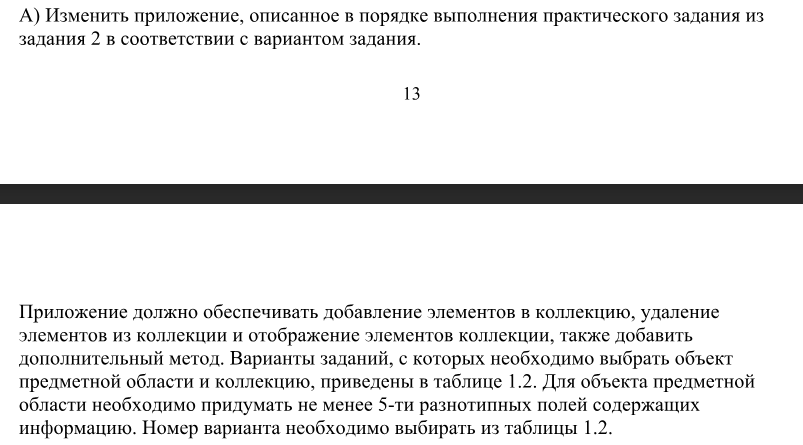 А) Изменить приложение, описанное в порядке выполнения практического задания из
задания 2 в соответствии с вариантом задания.
13
Приложение должно обеспечивать добавление элементов в коллекцию, удаление
элементов из коллекции и отображение элементов коллекции, также добавить
дополнительный метод. Варианты заданий, с которых необходимо выбрать объект
предметной области и коллекцию, приведены в таблице 1.2. Для объекта предметной
области необходимо придумать не менее 5-ти разнотипных полей содержащих
информацию. Номер варианта необходимо выбирать из таблицы 1.2.